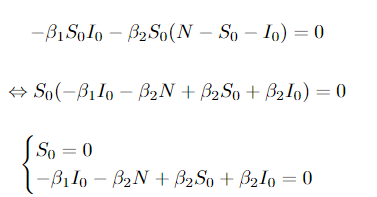 −β₁S₀I₀ − β₂S₀(N − S₀ − I₀) = 0
⇔ S₀(−β₁I₀ − β₂N + β₂S₀ + β₂I₀) = 0
{ S₀ = 0
−β₁I₀ − β₂N + β₂S₀ + β₂I₀ = 0